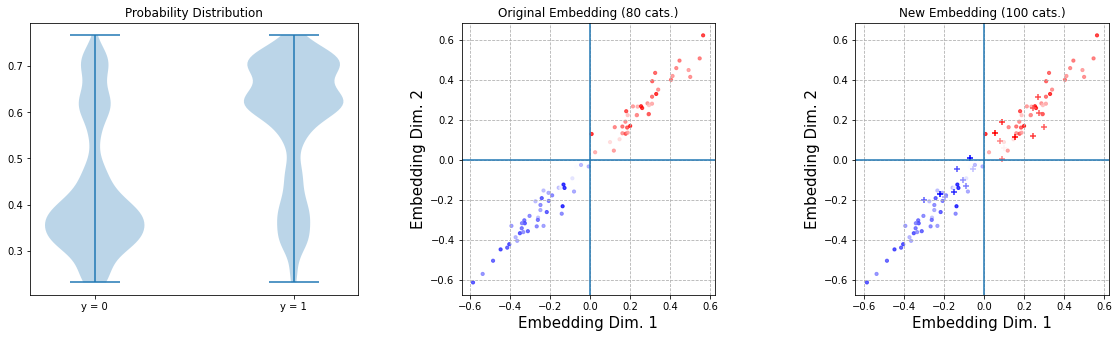 Probability Distribution
0.7
0.6
0.5
0.4
0.3
y = 0
y = 1
Original Embedding (80 cats.)
Embedding Dim. 2
0.6
0.4
0.2
0.0
−0.2
−0.4
−0.6
−0.6 −0.4 −0.2 0.0 0.2 0.4 0.6
Embedding Dim. 1
New Embedding (100 cats.)
Embedding Dim. 2
0.6
0.4
0.2
0.0
−0.2
−0.4
−0.6
−0.6 −0.4 −0.2 0.0 0.2 0.4 0.6
Embedding Dim. 1